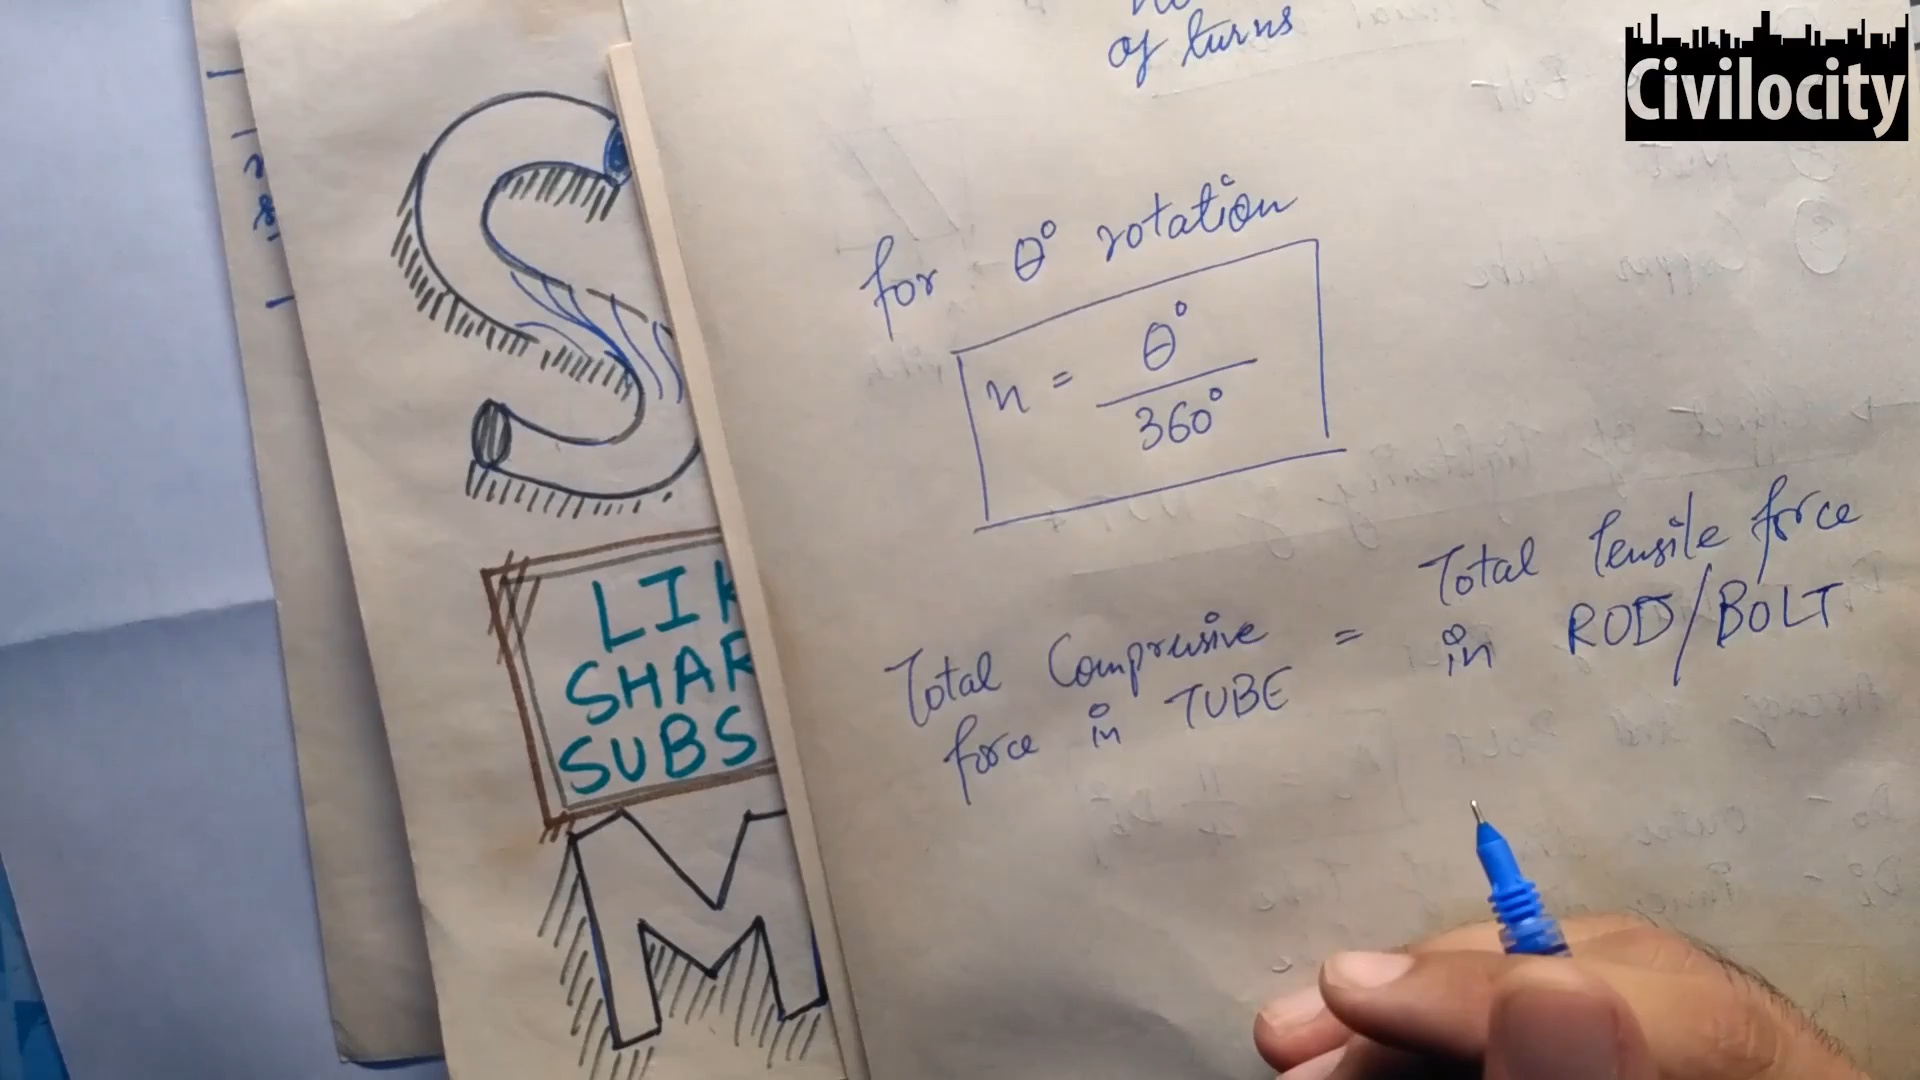 Civilocity
of turns
for θ° rotation
n = θ° / 360°
Total Compressive force in TUBE = Total Tensile force in ROD/BOLT
LIK
SHAR
SUBS
S
M